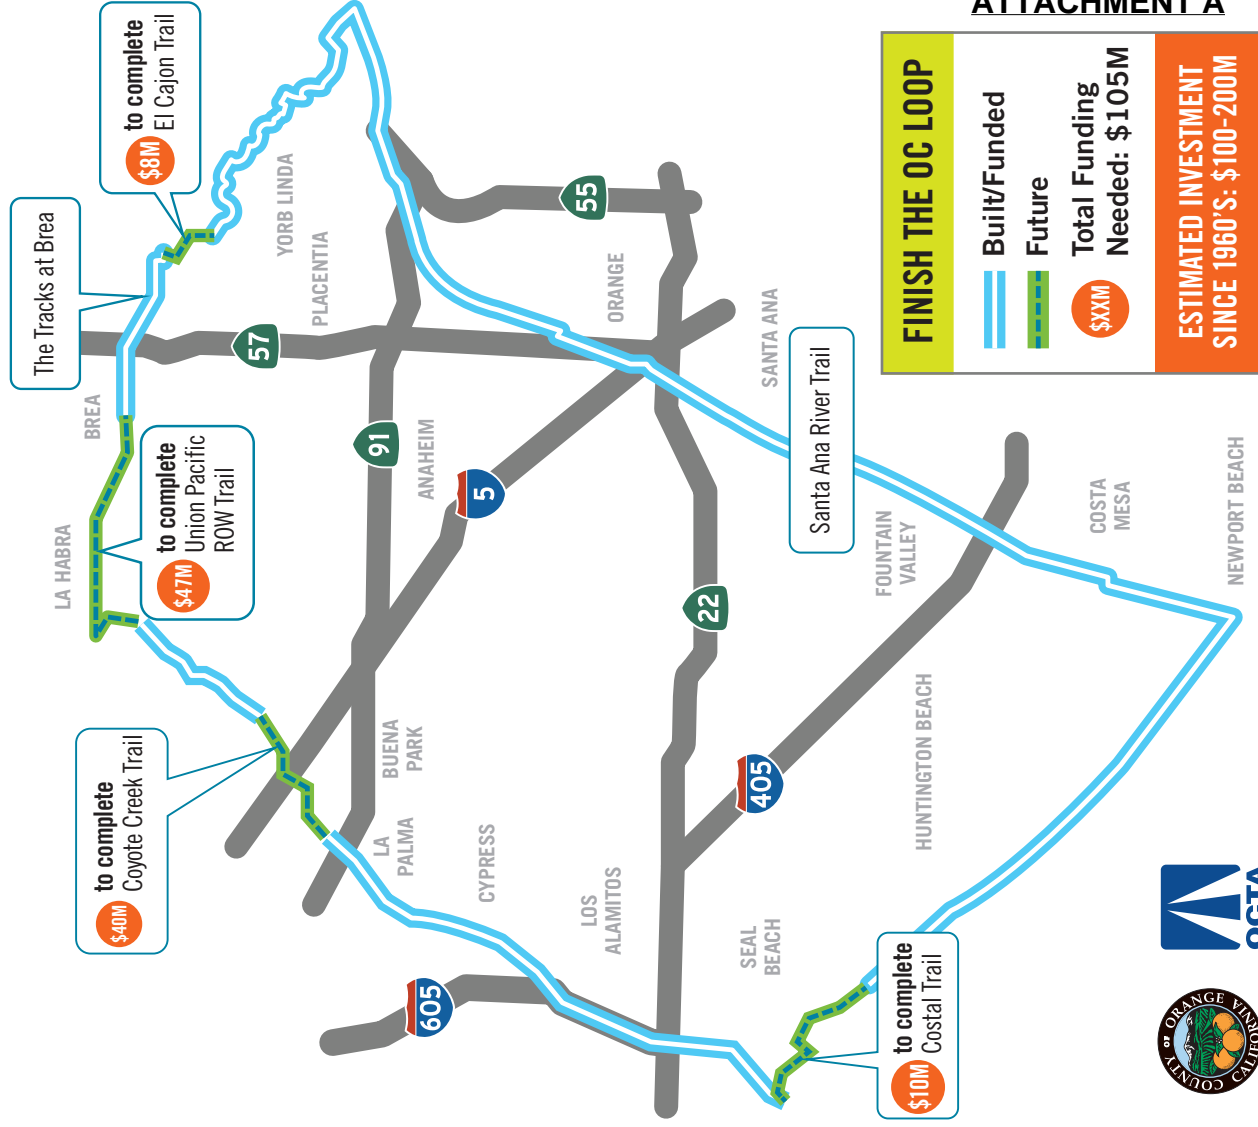 ATTACHMENT A
FINISH THE OC LOOP
Built/Funded
Future
$XXM
Total Funding
Needed: $105M
ESTIMATED INVESTMENT
SINCE 1960'S: $100-200M
$40M
to complete
Coyote Creek Trail
LA HABRA
$47M
to complete
Union Pacific
ROW Trail
BREA
The Tracks at Brea
$8M
to complete
El Cajon Trail
YORB LINDA
PLACENTIA
57
91
ANAHEIM
5
55
ORANGE
SANTA ANA
Santa Ana River Trail
22
BUENA
PARK
LA
PALMA
CYPRESS
LOS
ALAMITOS
605
405
SEAL
BEACH
FOUNTAIN
VALLEY
HUNTINGTON BEACH
COSTA
MESA
NEWPORT BEACH
$10M
to complete
Costal Trail
COUNTY OF ORANGE
OCTA